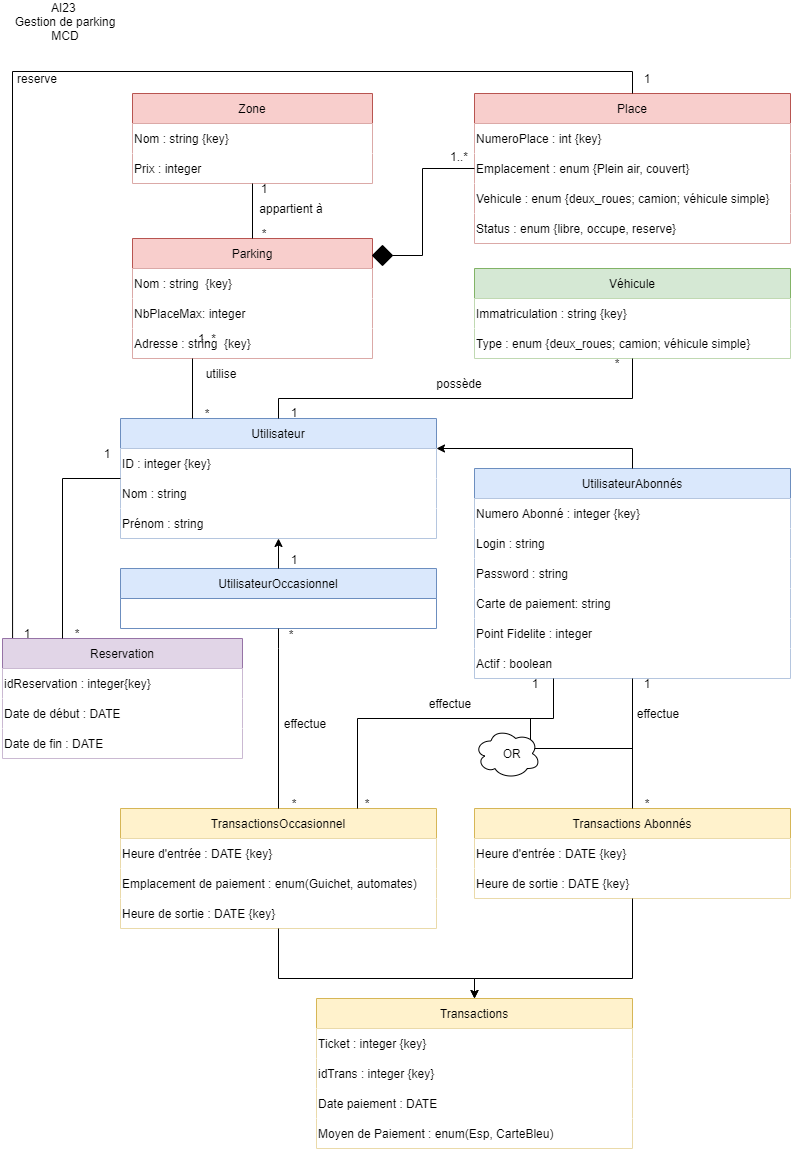 AI23
Gestion de parking
MCD
reserve
1
Zone
Nom : string {key}
Prix : integer
Place
NumeroPlace : int {key}
Emplacement : enum {Plein air, couvert}
Vehicule : enum {deux_roues; camion; véhicule simple}
Status : enum {libre, occupe, reserve}
1..*
1
appartient à
*
Parking
Nom : string  {key}
NbPlaceMax: integer
Adresse : string  {key}
1..*
utilise
*
Véhicule
Immatriculation : string {key}
Type : enum {deux_roues; camion; véhicule simple}
*
possède
1
Utilisateur
ID : integer {key}
Nom : string
Prénom : string
1
1
UtilisateurOccasionnel
*
UtilisateurAbonnés
Numero Abonné : integer {key}
Login : string
Password : string
Carte de paiement: string
Point Fidelite : integer
Actif : boolean
1
*
Reservation
idReservation : integer{key}
Date de début : DATE
Date de fin : DATE
1
1
effectue
effectue
effectue
OR
*
*
*
TransactionsOccasionnel
Heure d'entrée : DATE {key}
Emplacement de paiement : enum(Guichet, automates)
Heure de sortie : DATE {key}
Transactions Abonnés
Heure d'entrée : DATE {key}
Heure de sortie : DATE {key}
Transactions
Ticket : integer {key}
idTrans : integer {key}
Date paiement : DATE
Moyen de Paiement : enum(Esp, CarteBleu)